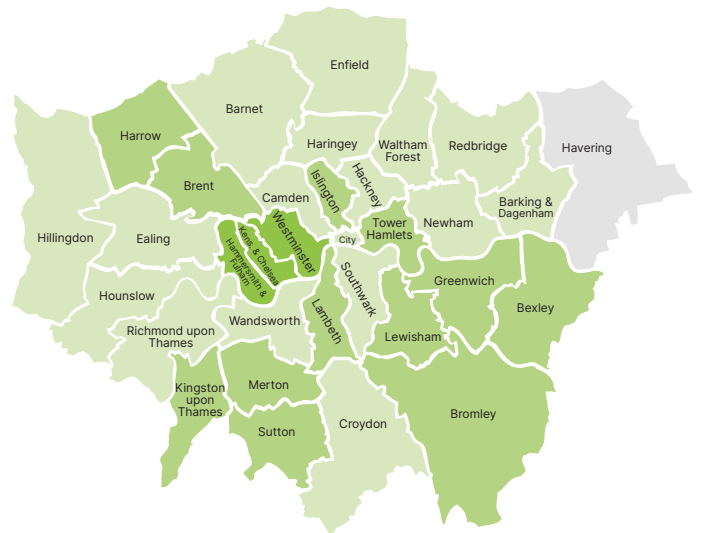 Enfield
Barnet
Harrow
Haringey
Waltham
Forest
Redbridge
Havering
Brent
Islington
Hackney
Camden
Barking &
Dagenham
Hillingdon
Ealing
Westminster
Tower
Hamlets
Newham
City
Kens. & Chelsea
Hammersmith &
Fulham
Hounslow
Southwark
Greenwich
Bexley
Richmond upon
Thames
Wandsworth
Lambeth
Lewisham
Kingston
upon
Thames
Merton
Sutton
Croydon
Bromley